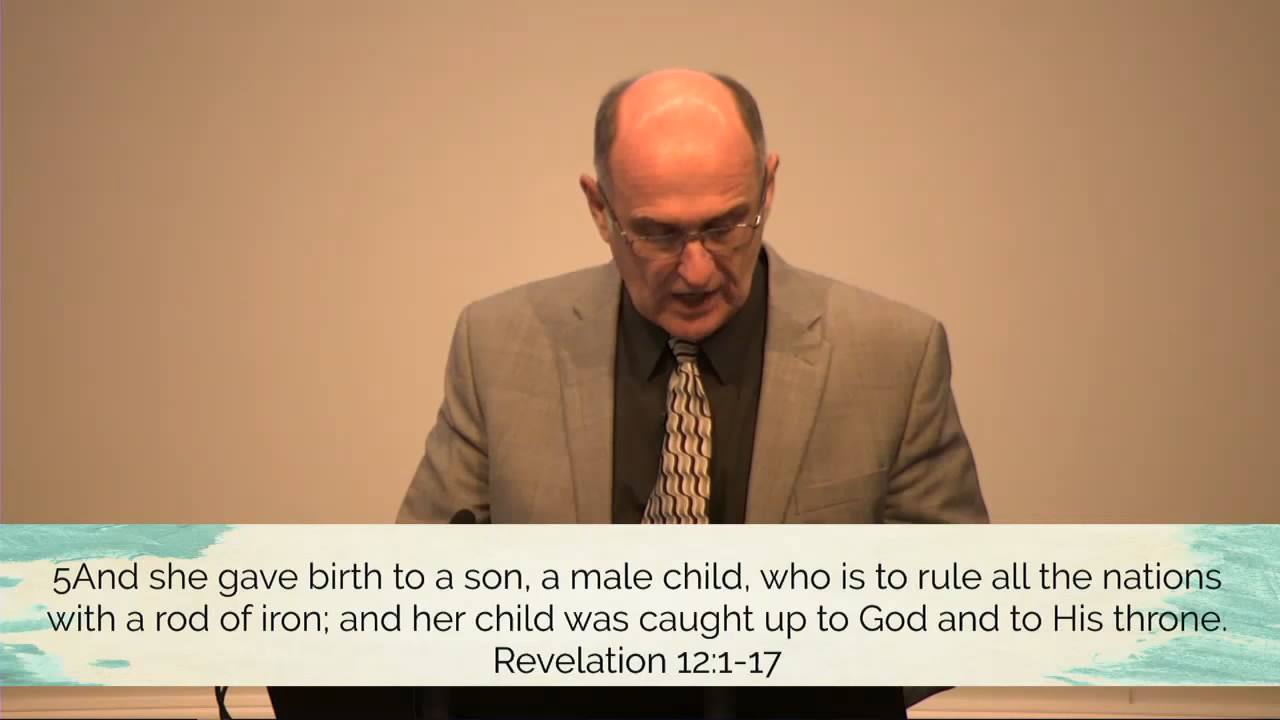 5And she gave birth to a son, a male child, who is to rule all the nations
with a rod of iron; and her child was caught up to God and to His throne.
Revelation 12:1-17